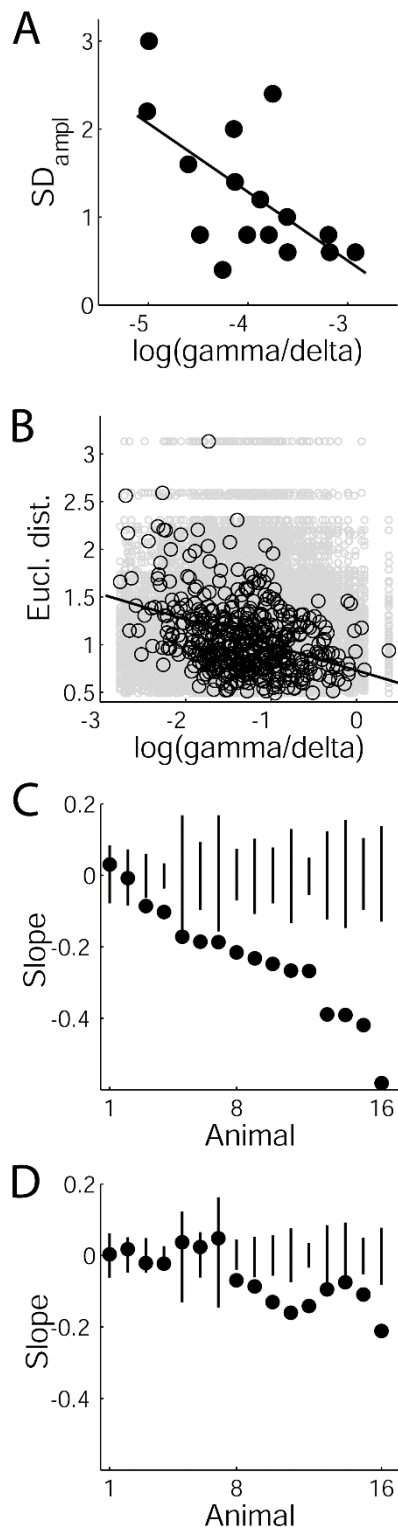 A
3
2
1
0
SD_ampl
-5 -4 -3
log(gamma/delta)
B
3
2.5
2
1.5
1
0.5
Eucl. dist.
-3 -2 -1 0
log(gamma/delta)
C
0.2
0
-0.2
-0.4
Slope
1 8 16
Animal
D
0.2
0
-0.2
-0.4
Slope
1 8 16
Animal